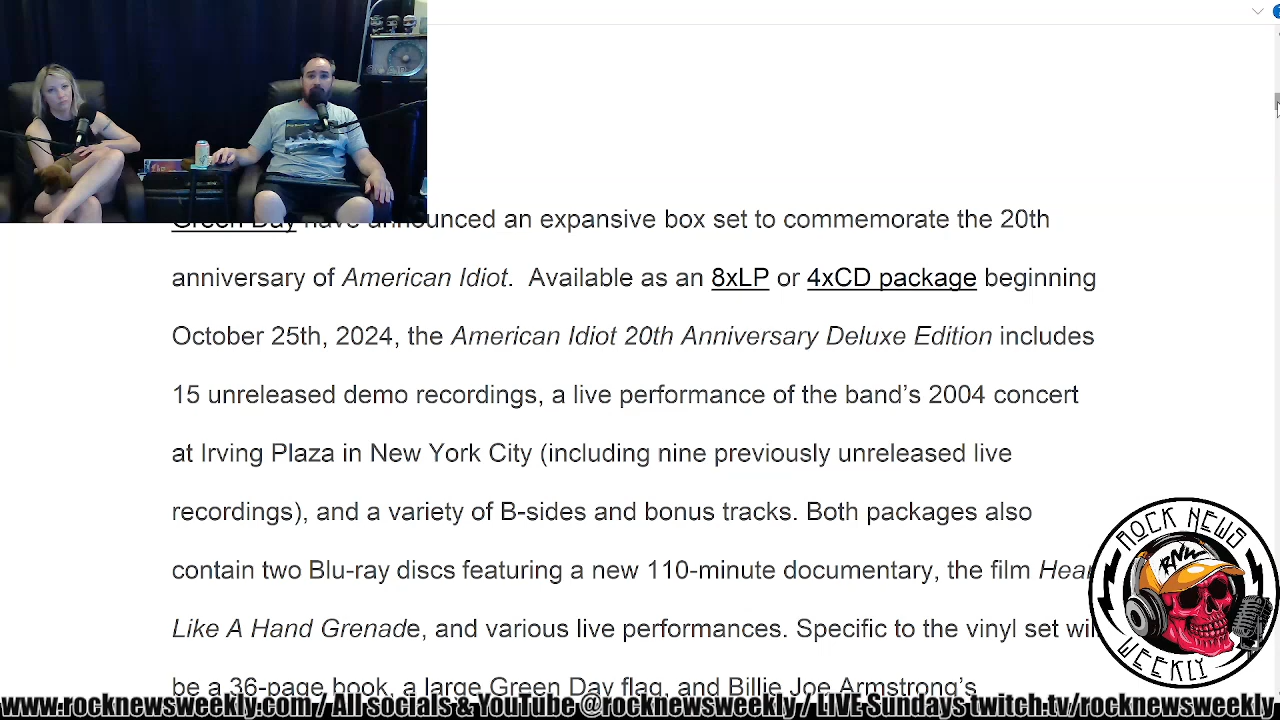 Green Day have announced an expansive box set to commemorate the 20th
anniversary of American Idiot. Available as an 8xLP or 4xCD package beginning
October 25th, 2024, the American Idiot 20th Anniversary Deluxe Edition includes
15 unreleased demo recordings, a live performance of the band’s 2004 concert
at Irving Plaza in New York City (including nine previously unreleased live
recordings), and a variety of B-sides and bonus tracks. Both packages also
contain two Blu-ray discs featuring a new 110-minute documentary, the film Hear
Like A Hand Grenade, and various live performances. Specific to the vinyl set wil
be a 36-page book, a large Green Day flag, and Billie Joe Armstrong’s
ROCK NEWS
RNW
WEEKLY
www.rocknewsweekly.com / All socials & YouTube @rocknewsweekly / LIVE Sundays twitch.tv/rocknewsweekly